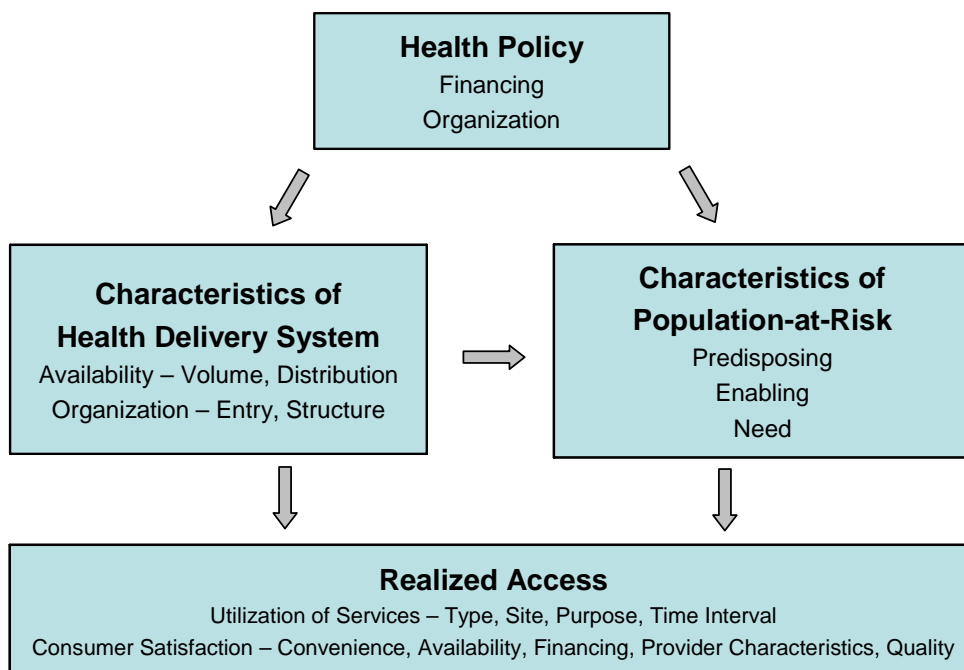 Health Policy
Financing
Organization
Characteristics of
Health Delivery System
Availability – Volume, Distribution
Organization – Entry, Structure
Characteristics of
Population-at-Risk
Predisposing
Enabling
Need
Realized Access
Utilization of Services – Type, Site, Purpose, Time Interval
Consumer Satisfaction – Convenience, Availability, Financing, Provider Characteristics, Quality